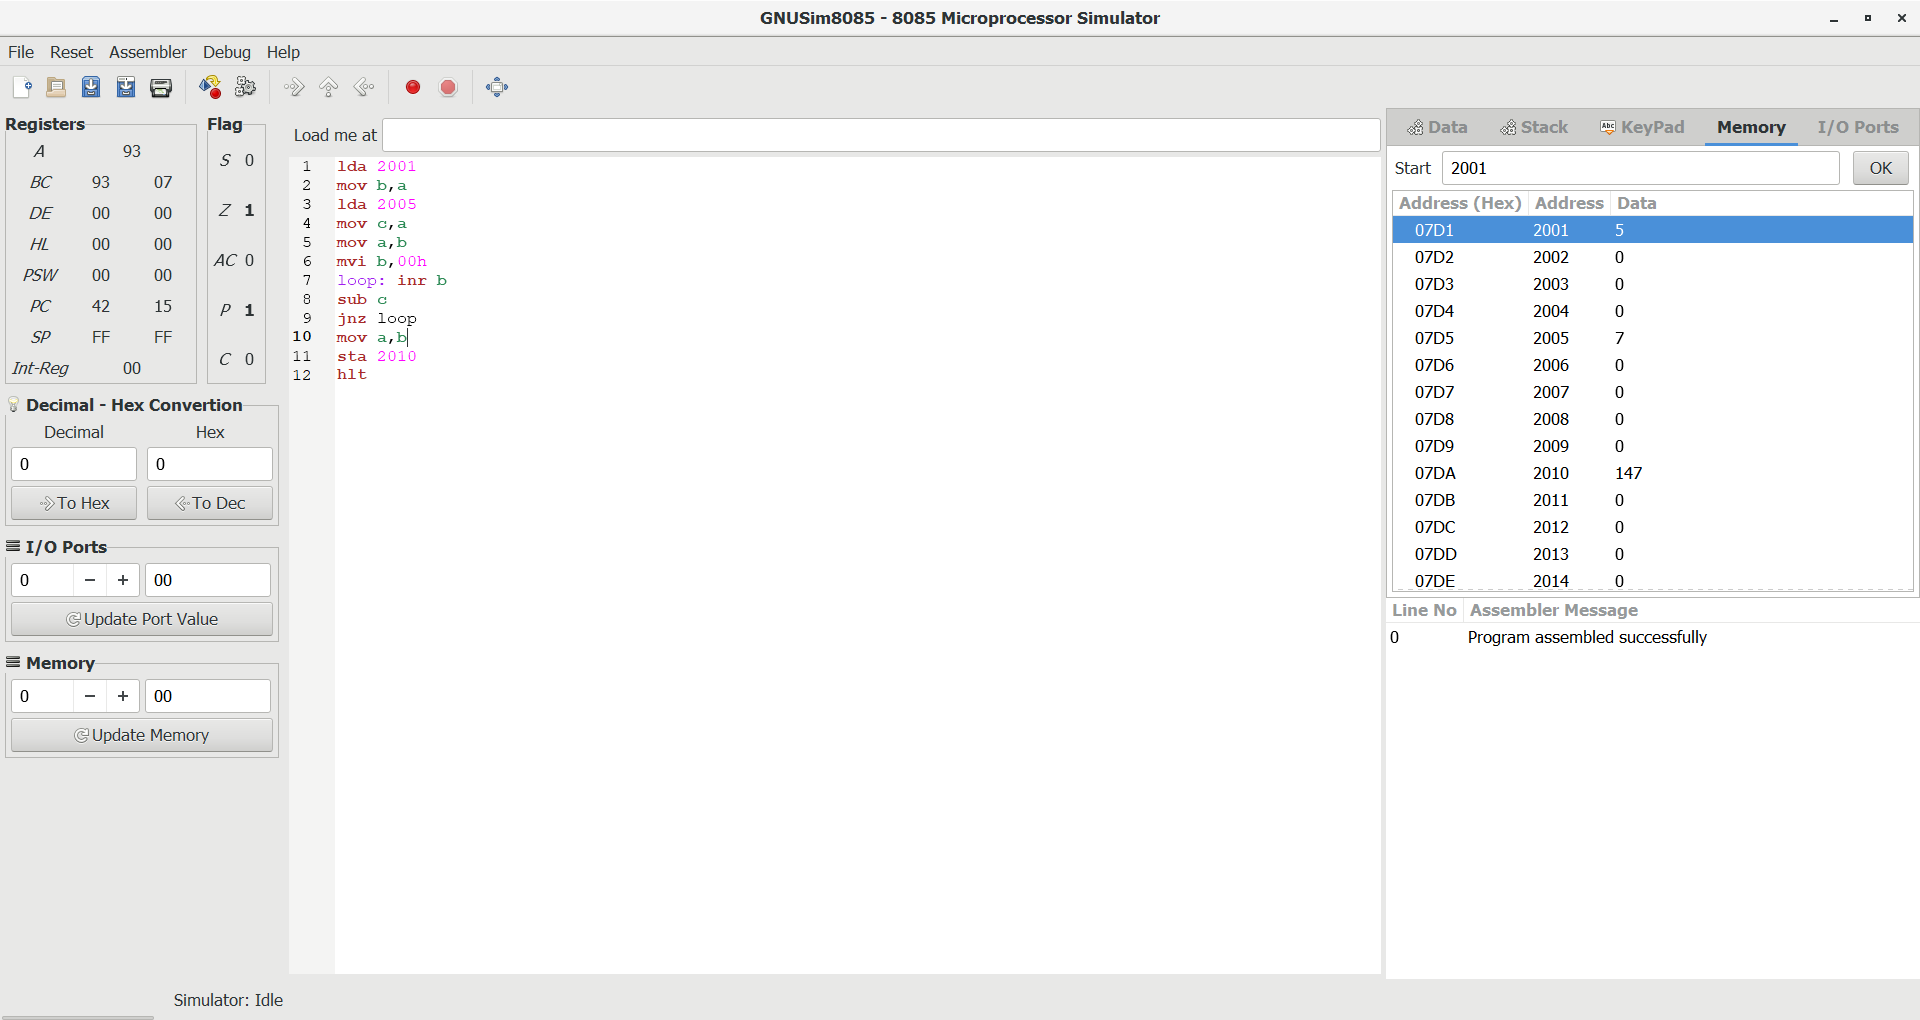 GNUSim8085 - 8085 Microprocessor Simulator
File Reset Assembler Debug Help
Registers
A 93
BC 93 07
DE 00 00
HL 00 00
PSW 00 00
PC 42 15
SP FF FF
Int-Reg 00
Flag
S 0
Z 1
AC 0
P 1
C 0
Decimal - Hex Convertion
Decimal Hex
0 0
To Hex To Dec
I/O Ports
0 − + 00
Update Port Value
Memory
0 − + 00
Update Memory
Load me at
1 lda 2001
2 mov b,a
3 lda 2005
4 mov c,a
5 mov a,b
6 mvi b,00h
7 loop: inr b
8 sub c
9 jnz loop
10 mov a,b
11 sta 2010
12 hlt
Data Stack Abc KeyPad Memory I/O Ports
Start 2001 OK
Address (Hex) Address Data
07D1 2001 5
07D2 2002 0
07D3 2003 0
07D4 2004 0
07D5 2005 7
07D6 2006 0
07D7 2007 0
07D8 2008 0
07D9 2009 0
07DA 2010 147
07DB 2011 0
07DC 2012 0
07DD 2013 0
07DE 2014 0
Line No Assembler Message
0 Program assembled successfully
Simulator: Idle